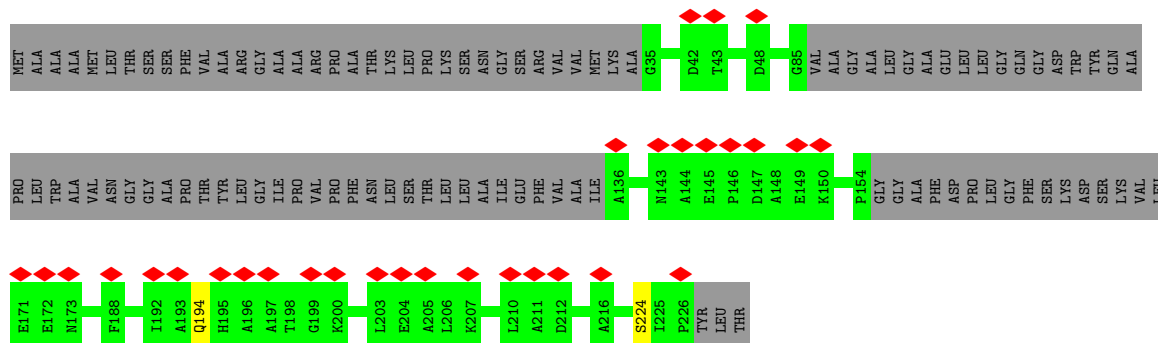 MET ALA ALA ALA MET LEU THR SER SER PHE VAL ALA ARG GLY ALA ALA ARG PRO ALA THR LYS LEU PRO LYS SER ASN GLY SER ARG VAL VAL MET LYS ALA G35 D42 T43 D48 G85 VAL ALA GLY ALA LEU GLY ALA GLU LEU LEU GLY GLN GLY ASP TRP TYR GLN ALA
PRO LEU TRP ALA VAL ASN GLY GLY ALA PRO THR TYR LEU GLY ILE PRO VAL PRO PHE ASN LEU SER THR LEU LEU ALA ILE GLU PHE VAL ALA ILE A136 N143 A144 E145 P146 D147 A148 E149 K150 P154 GLY GLY ALA PHE ASP PRO LEU GLY PHE SER LYS ASP SER LYS VAL LEU
E171 E172 N173 F188 I192 A193 Q194 H195 A196 A197 T198 G199 K200 L203 E204 A205 L206 K207 L210 A211 D212 A216 S224 I225 P226 TYR LEU THR